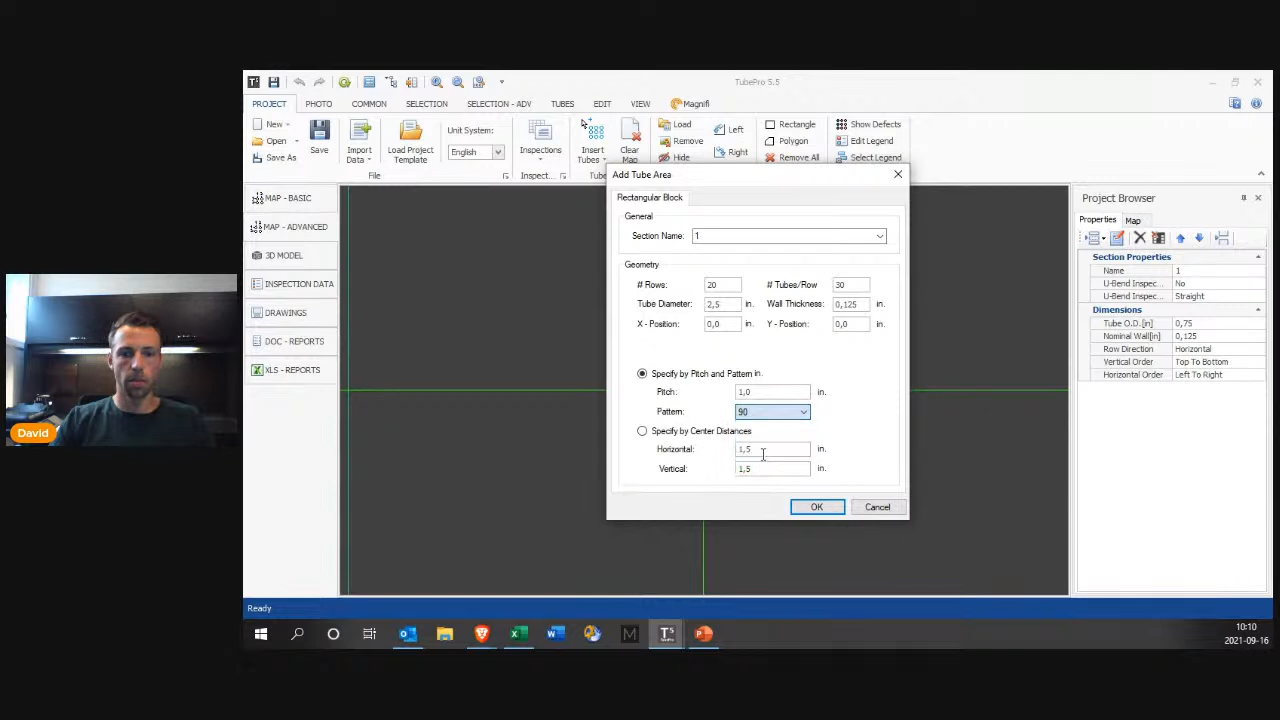 TubePro 5.5
PROJECT PHOTO COMMON SELECTION SELECTION - ADV TUBES EDIT VIEW Magnifi
New
Open
Save As
Save
Import Data
Load Project Template
Unit System:
English
Inspections
Insert Tubes
Clear Map
Load
Remove
Hide
Left
Right
Rectangle
Polygon
Remove All
Show Defects
Edit Legend
Select Legend
File
Inspect...
Tube
MAP - BASIC
MAP - ADVANCED
3D MODEL
INSPECTION DATA
DRAWINGS
DOC - REPORTS
XLS - REPORTS
Add Tube Area
Rectangular Block
General
Section Name: 1
Geometry
# Rows: 20 # Tubes/Row 30
Tube Diameter: 2,5 in. Wall Thickness: 0,125 in.
X - Position: 0,0 in. Y - Position: 0,0 in.
Specify by Pitch and Pattern in.
Pitch: 1,0 in.
Pattern: 90
Specify by Center Distances
Horizontal: 1,5 in.
Vertical: 1,5 in.
OK Cancel
Project Browser
Properties Map
Section Properties
Name 1
U-Bend Inspec... No
U-Bend Inspec... Straight
Dimensions
Tube O.D.[in] 0,75
Nominal Wall[in] 0,125
Row Direction Horizontal
Vertical Order Top To Bottom
Horizontal Order Left To Right
David
Ready
10:10
2021-09-16